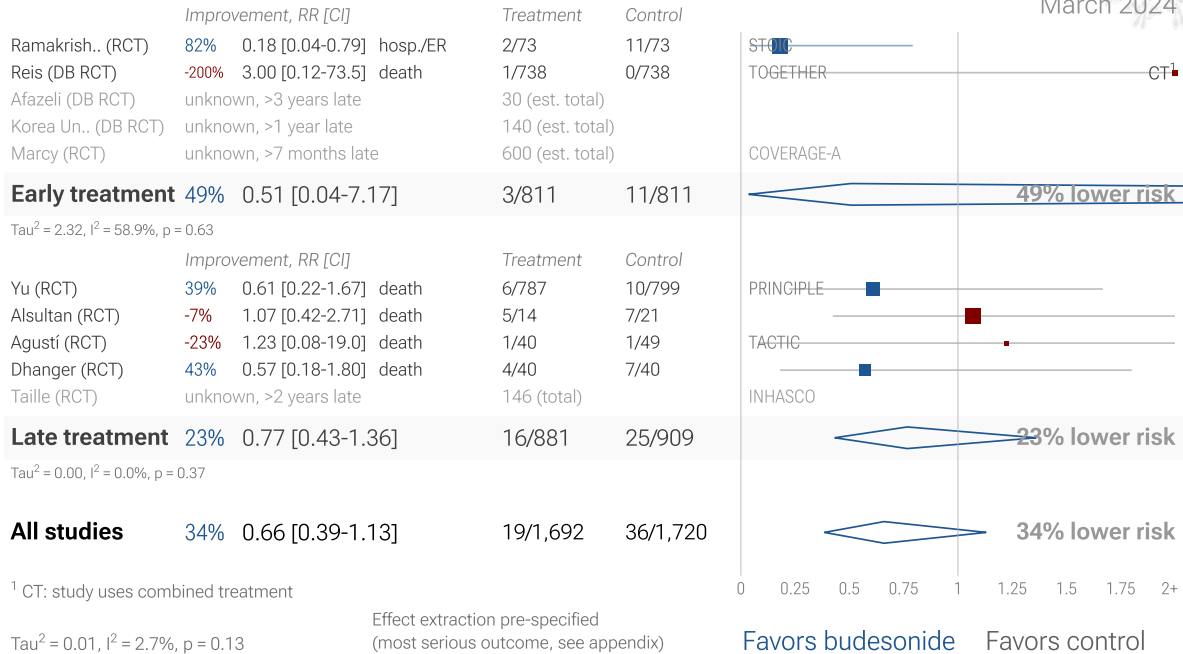 March 2024
Improvement, RR [CI] Treatment Control
Ramakrish.. (RCT) 82% 0.18 [0.04-0.79] hosp./ER 2/73 11/73 STOIC
Reis (DB RCT) -200% 3.00 [0.12-73.5] death 1/738 0/738 TOGETHER CT¹
Afazeli (DB RCT) unknown, >3 years late 30 (est. total)
Korea Un.. (DB RCT) unknown, >1 year late 140 (est. total)
Marcy (RCT) unknown, >7 months late 600 (est. total) COVERAGE-A
Early treatment 49% 0.51 [0.04-7.17] 3/811 11/811 49% lower risk
Tau² = 2.32, I² = 58.9%, p = 0.63
Improvement, RR [CI] Treatment Control
Yu (RCT) 39% 0.61 [0.22-1.67] death 6/787 10/799 PRINCIPLE
Alsultan (RCT) -7% 1.07 [0.42-2.71] death 5/14 7/21
Agustí (RCT) -23% 1.23 [0.08-19.0] death 1/40 1/49 TACTIC
Dhanger (RCT) 43% 0.57 [0.18-1.80] death 4/40 7/40
Taille (RCT) unknown, >2 years late 146 (total) INHASCO
Late treatment 23% 0.77 [0.43-1.36] 16/881 25/909 23% lower risk
Tau² = 0.00, I² = 0.0%, p = 0.37
All studies 34% 0.66 [0.39-1.13] 19/1,692 36/1,720 34% lower risk
0 0.25 0.5 0.75 1 1.25 1.5 1.75 2+
¹ CT: study uses combined treatment
Effect extraction pre-specified
(most serious outcome, see appendix)
Tau² = 0.01, I² = 2.7%, p = 0.13
Favors budesonide Favors control